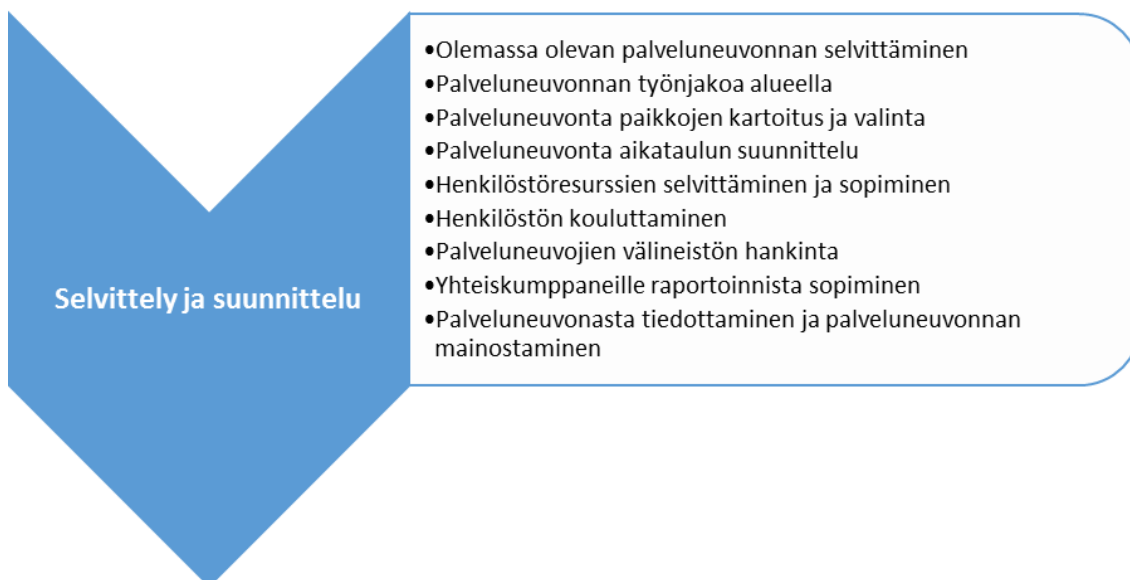 Selvittely ja suunnittelu
•Olemassa olevan palveluneuvonnan selvittäminen
•Palveluneuvonnan työnjakoa alueella
•Palveluneuvonta paikkojen kartoitus ja valinta
•Palveluneuvonta aikataulun suunnittelu
•Henkilöstöresurssien selvittäminen ja sopiminen
•Henkilöstön kouluttaminen
•Palveluneuvojien välineistön hankinta
•Yhteiskumppaneille raportoinnista sopiminen
•Palveluneuvonasta tiedottaminen ja palveluneuvonnan
mainostaminen